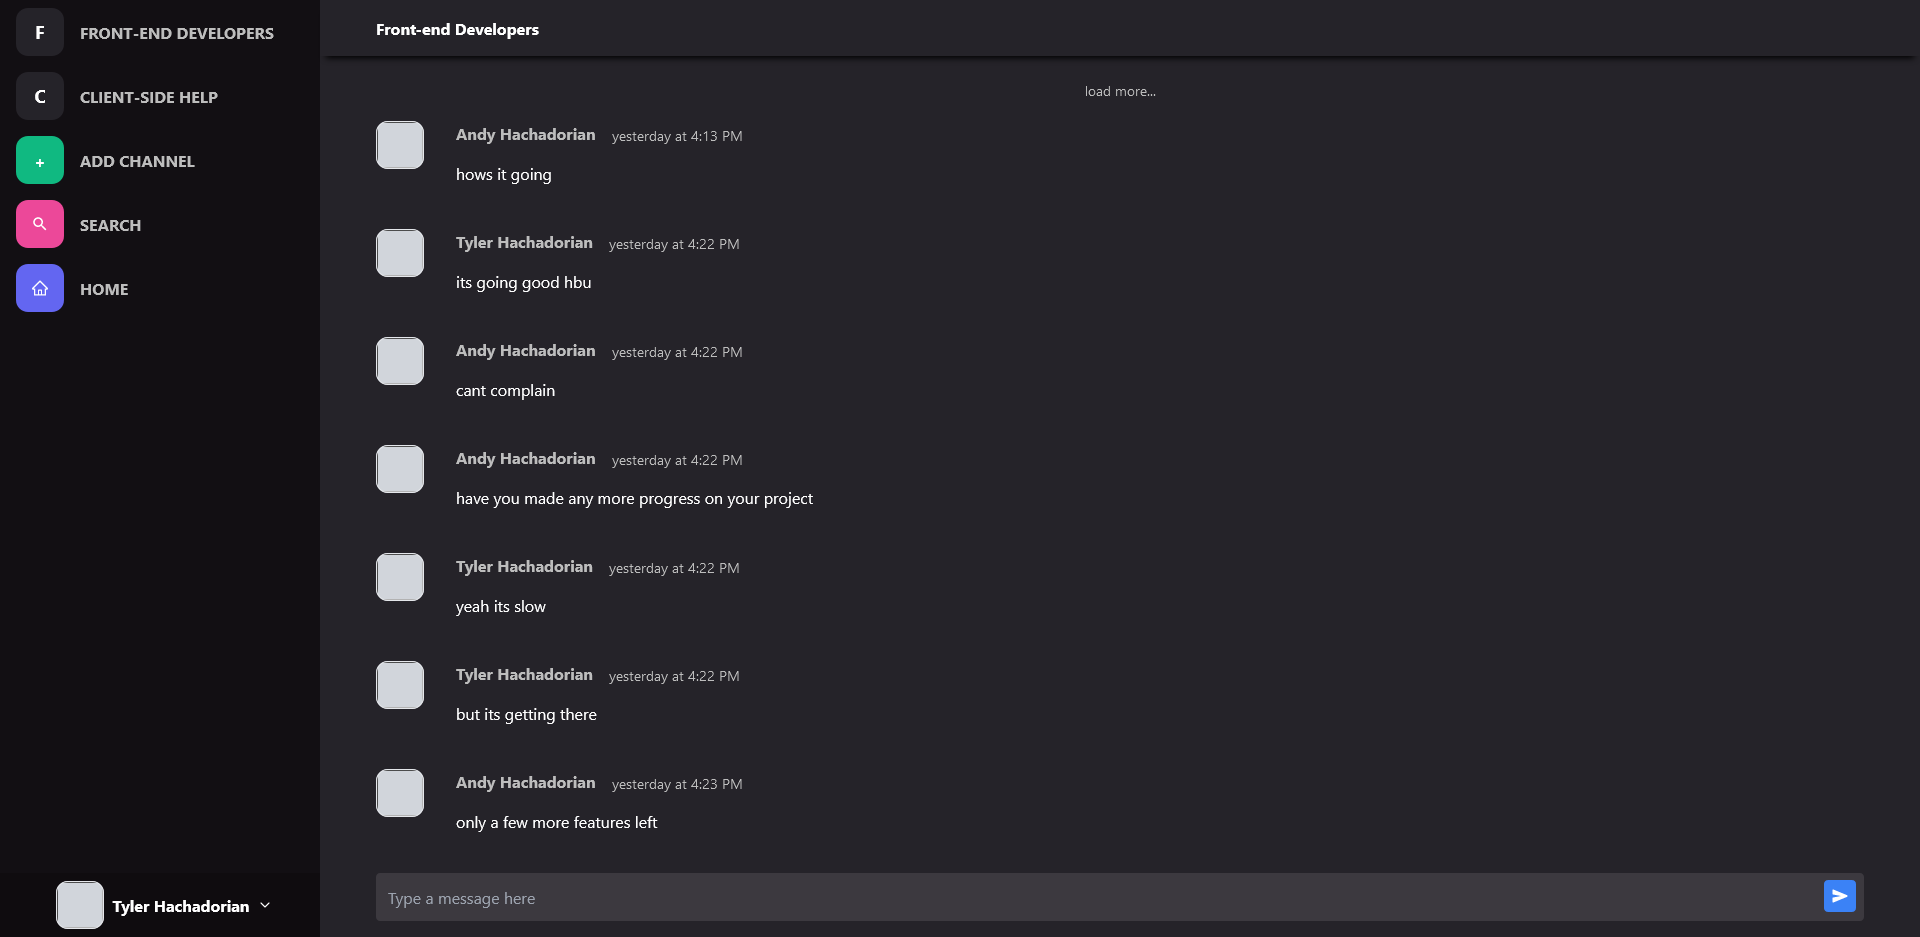 F FRONT-END DEVELOPERS
C CLIENT-SIDE HELP
+ ADD CHANNEL
SEARCH
HOME
Tyler Hachadorian
Front-end Developers
load more...
Andy Hachadorian yesterday at 4:13 PM
hows it going
Tyler Hachadorian yesterday at 4:22 PM
its going good hbu
Andy Hachadorian yesterday at 4:22 PM
cant complain
Andy Hachadorian yesterday at 4:22 PM
have you made any more progress on your project
Tyler Hachadorian yesterday at 4:22 PM
yeah its slow
Tyler Hachadorian yesterday at 4:22 PM
but its getting there
Andy Hachadorian yesterday at 4:23 PM
only a few more features left
Type a message here